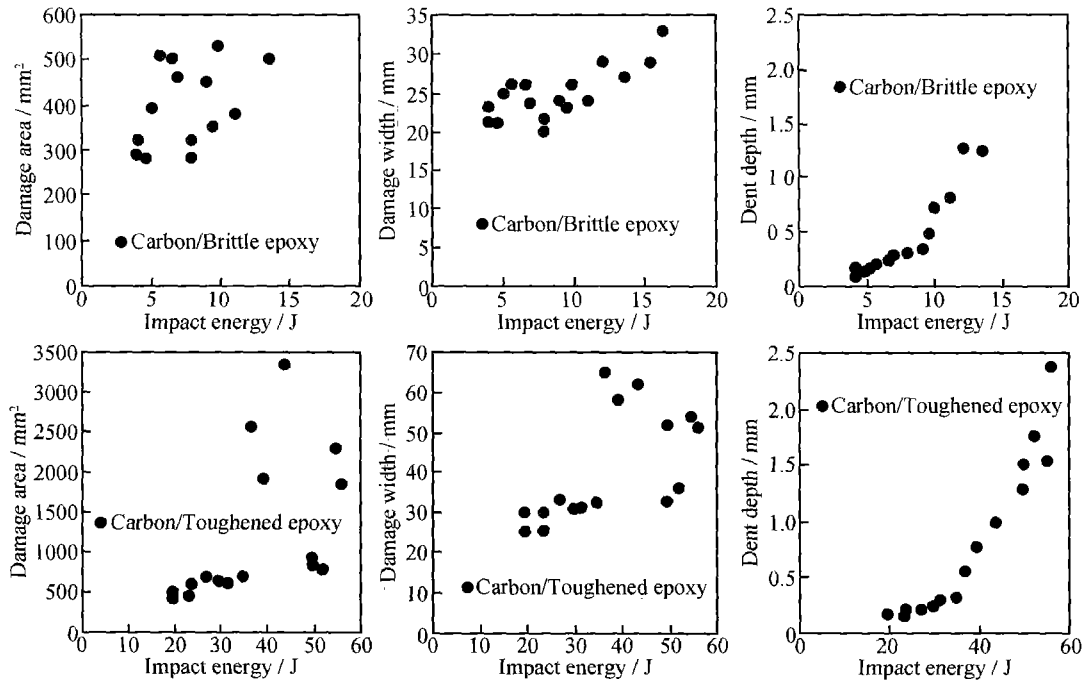 600
500
400
300
200
100
0
Damage area / mm²
Carbon/Brittle epoxy
0 5 10 15 20
Impact energy / J
35
30
25
20
15
10
5
0
Damage width / mm
Carbon/Brittle epoxy
0 5 10 15 20
Impact energy / J
2.5
2.0
1.5
1 0
0 5
0
Dent depth / mm
Carbon/Brittle epoxy
0 5 10 15 20
Impact energy / J
3500
3000
2500
2000
1500
1000
500
0
Damage area / mm²
Carbon/Toughened epoxy
0 10 20 30 40 50 60
Impact energy / J
70
60
50
40
30
20
10
0
Damage width / mm
Carbon/Toughened epoxy
0 10 20 30 40 50 60
Impact energy / J
2.5
2.0
1.5
1.0
0.5
0
Dent depth / mm
Carbon/Toughened epoxy
0 20 40 60
Impact energy / J